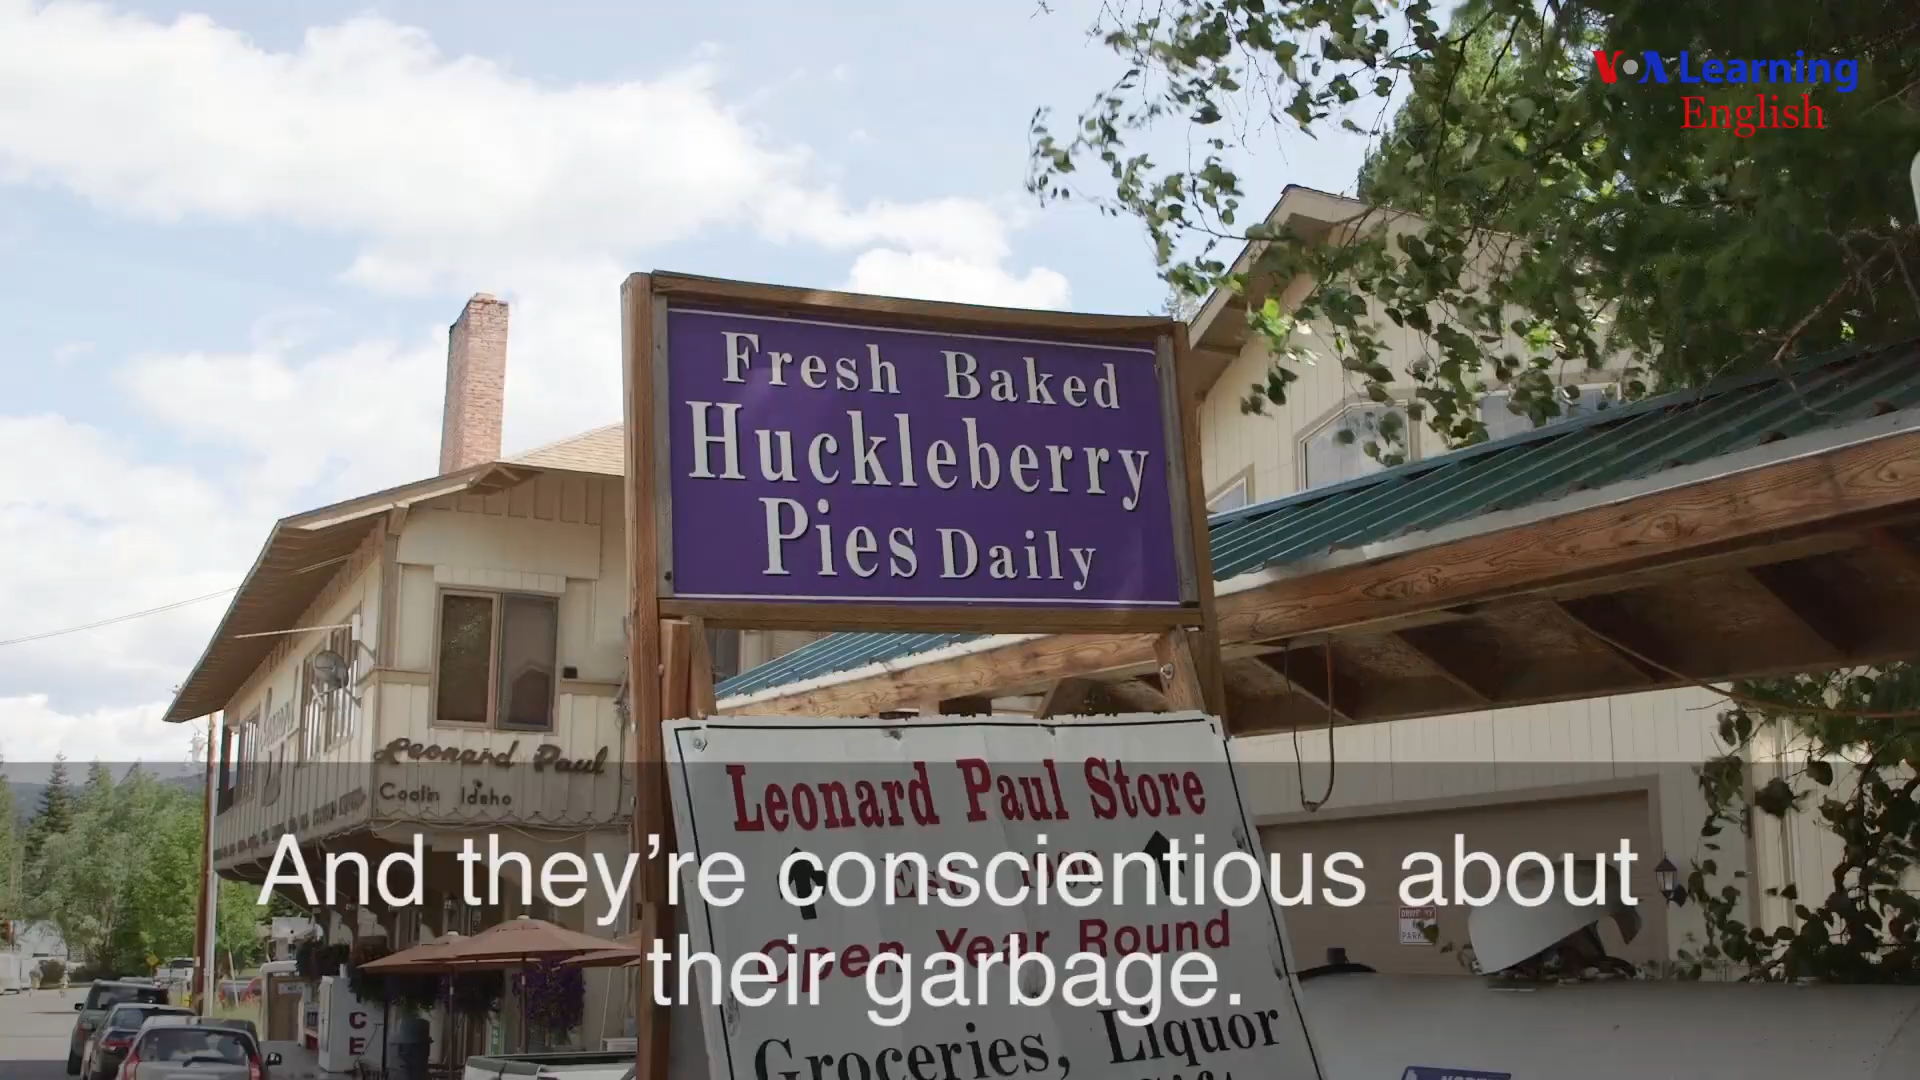 VOA Learning
English
Fresh Baked
Huckleberry
Pies Daily
Leonard Paul
Coolin Idaho
Leonard Paul Store
Est
Open Year Round
Groceries, Liquor
And they're conscientious about
their garbage.